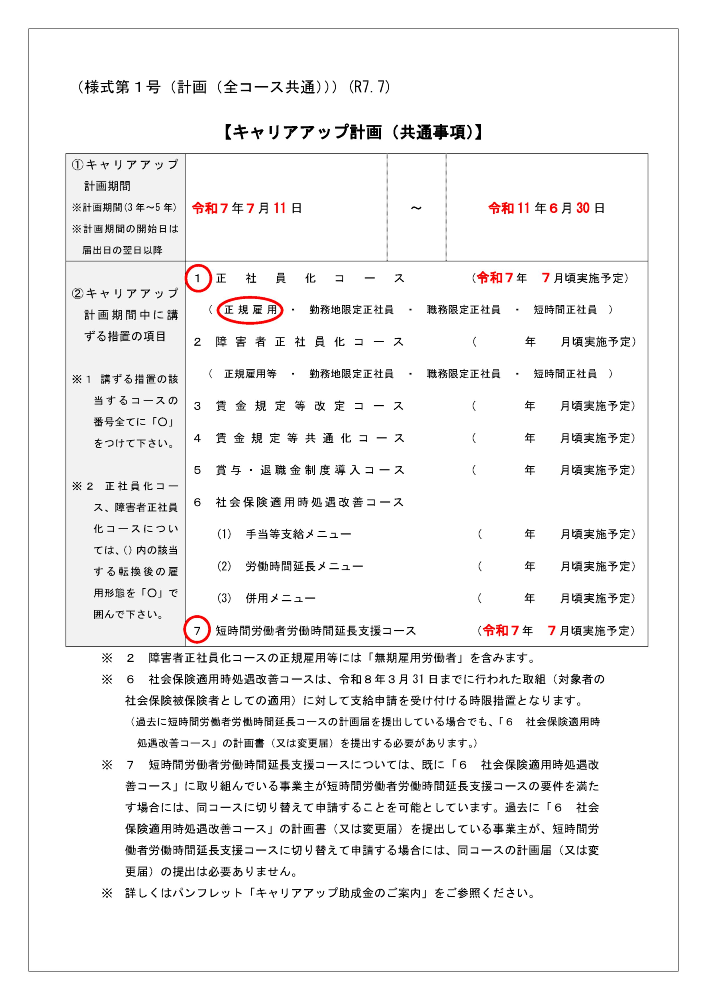 （様式第１号（計画（全コース共通）））(R7.7)
【キャリアアップ計画（共通事項）】
①キャリアアップ
計画期間
※計画期間(3年～5年)
※計画期間の開始日は
届出日の翌日以降
令和７年７月11日
～
令和11年６月30日
②キャリアアップ
計画期間中に講
ずる措置の項目
※１ 講ずる措置の該
当するコースの
番号全てに「〇」
をつけて下さい。
※２ 正社員化コー
ス、障害者正社員
化コースについ
ては、()内の該当
する転換後の雇
用形態を「〇」で
囲んで下さい。
１ 正社員化コース （令和７年 ７月頃実施予定）
（ 正規雇用 ・ 勤務地限定正社員 ・ 職務限定正社員 ・ 短時間正社員 ）
２ 障害者正社員化コース （ 年 月頃実施予定）
（ 正規雇用等 ・ 勤務地限定正社員 ・ 職務限定正社員 ・ 短時間正社員 ）
３ 賃金規定等改定コース （ 年 月頃実施予定）
４ 賃金規定等共通化コース （ 年 月頃実施予定）
５ 賞与・退職金制度導入コース （ 年 月頃実施予定）
６ 社会保険適用時処遇改善コース
(1) 手当等支給メニュー （ 年 月頃実施予定）
(2) 労働時間延長メニュー （ 年 月頃実施予定）
(3) 併用メニュー （ 年 月頃実施予定）
７ 短時間労働者労働時間延長支援コース （令和７年 ７月頃実施予定）
※ ２ 障害者正社員化コースの正規雇用等には「無期雇用労働者」を含みます。
※ ６ 社会保険適用時処遇改善コースは、令和８年３月31日までに行われた取組（対象者の
社会保険被保険者としての適用）に対して支給申請を受け付ける時限措置となります。
（過去に短時間労働者労働時間延長コースの計画届を提出している場合でも、「６ 社会保険適用時
処遇改善コース」の計画書（又は変更届）を提出する必要があります。）
※ ７ 短時間労働者労働時間延長支援コースについては、既に「６ 社会保険適用時処遇改
善コース」に取り組んでいる事業主が短時間労働者労働時間延長支援コースの要件を満た
す場合には、同コースに切り替えて申請することを可能としています。過去に「６ 社会
保険適用時処遇改善コース」の計画書（又は変更届）を提出している事業主が、短時間労
働者労働時間延長支援コースに切り替えて申請する場合には、同コースの計画届（又は変
更届）の提出は必要ありません。
※ 詳しくはパンフレット「キャリアアップ助成金のご案内」をご参照ください。